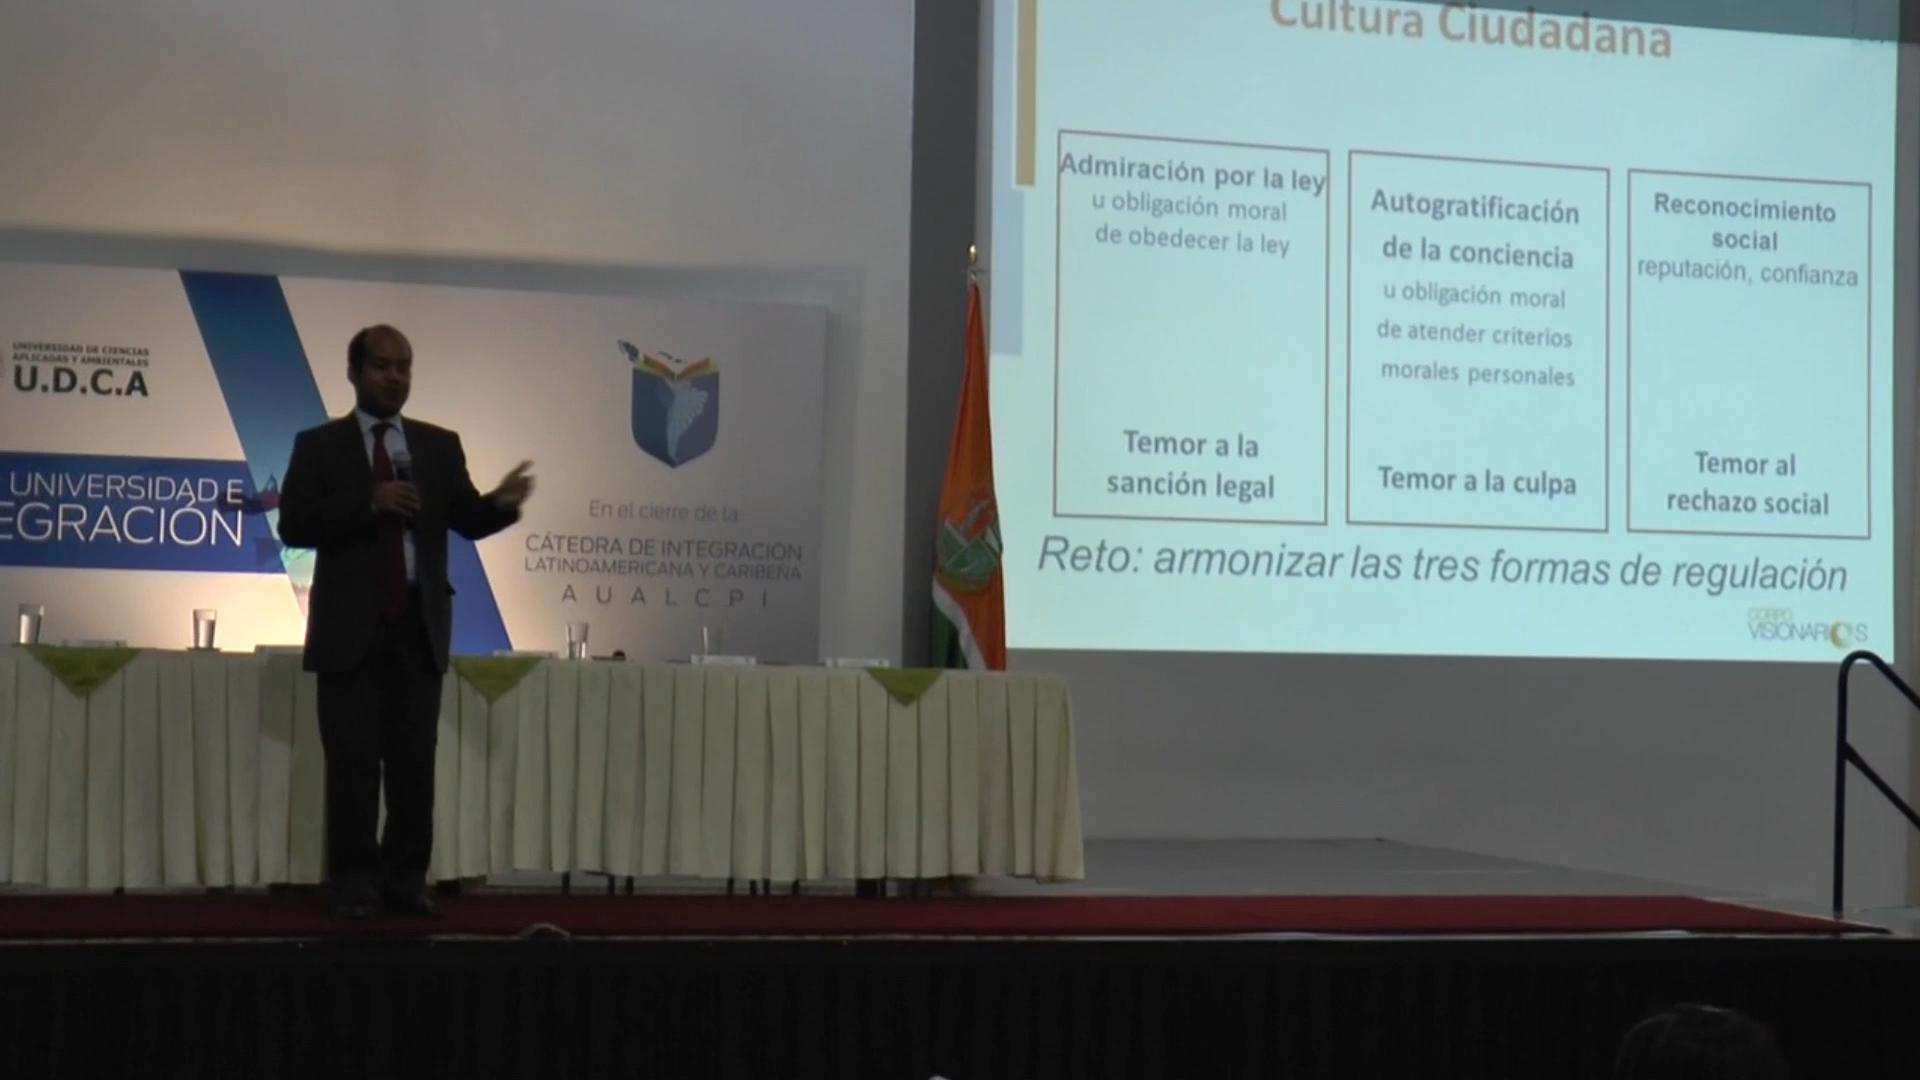 UNIVERSIDAD DE CIENCIAS
APLICADAS Y AMBIENTALES
U.D.C.A
UNIVERSIDAD E
EGRACIÓN
En el cierre de la
CÁTEDRA DE INTEGRACIÓN
LATINOAMERICANA Y CARIBEÑA
AUALCPI
Cultura Ciudadana
Admiración por la ley
u obligación moral
de obedecer la ley
Temor a la
sanción legal
Autogratificación
de la conciencia
u obligación moral
de atender criterios
morales personales
Temor a la culpa
Reconocimiento
social
reputación, confianza
Temor al
rechazo social
Reto: armonizar las tres formas de regulación
CORPO
VISIONARIOS